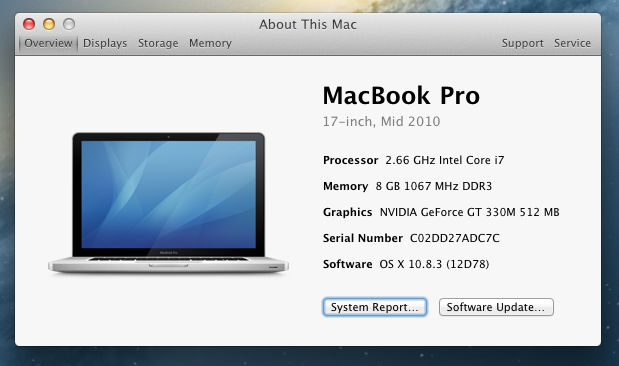 About This Mac
Overview Displays Storage Memory Support Service
MacBook Pro
17-inch, Mid 2010
Processor 2.66 GHz Intel Core i7
Memory 8 GB 1067 MHz DDR3
Graphics NVIDIA GeForce GT 330M 512 MB
Serial Number C02DD27ADC7C
Software OS X 10.8.3 (12D78)
System Report... Software Update...